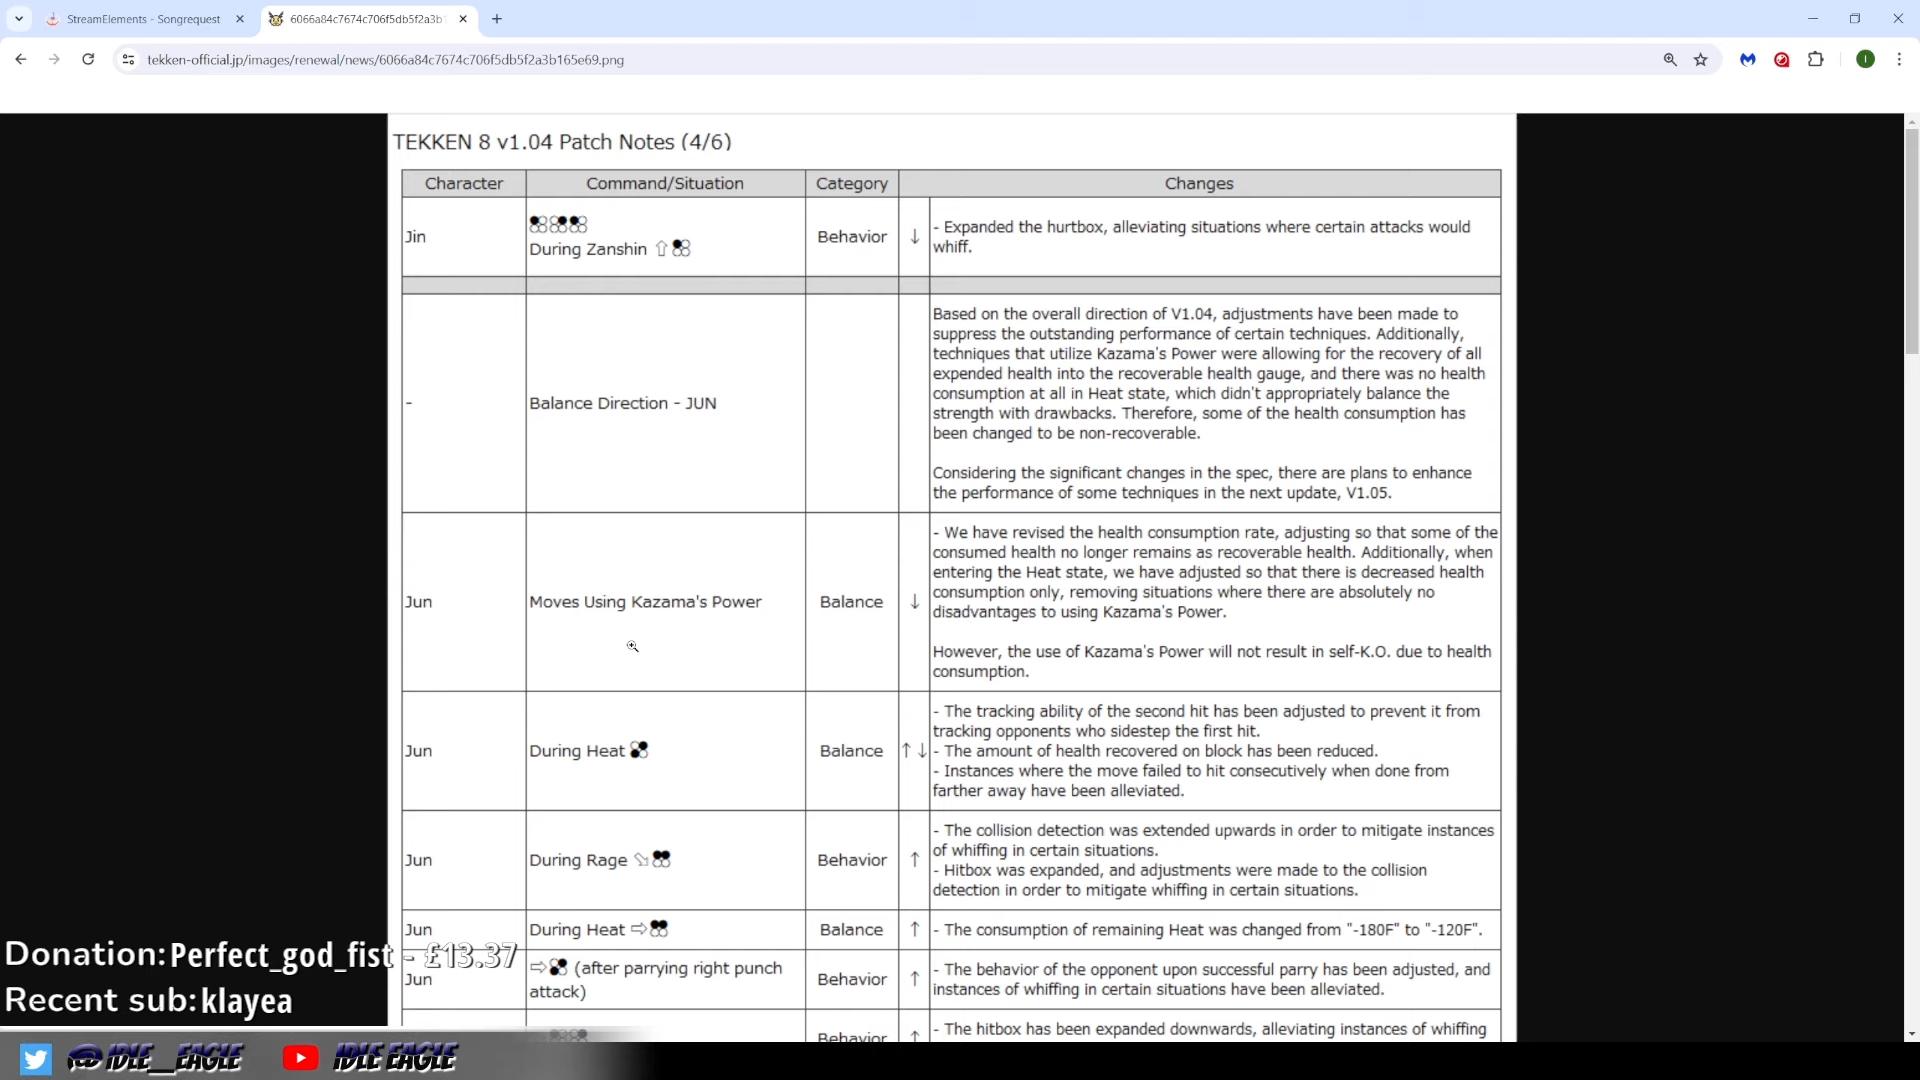 StreamElements - Songrequest
6066a84c7674c706f5db5f2a3b1
tekken-official.jp/images/renewal/news/6066a84c7674c706f5db5f2a3b165e69.png
I
TEKKEN 8 v1.04 Patch Notes (4/6)
Character Command/Situation Category Changes
Jin
During Zanshin ⇧
Behavior
↓
- Expanded the hurtbox, alleviating situations where certain attacks would
whiff.
-
Balance Direction - JUN
Based on the overall direction of V1.04, adjustments have been made to
suppress the outstanding performance of certain techniques. Additionally,
techniques that utilize Kazama's Power were allowing for the recovery of all
expended health into the recoverable health gauge, and there was no health
consumption at all in Heat state, which didn't appropriately balance the
strength with drawbacks. Therefore, some of the health consumption has
been changed to be non-recoverable.
Considering the significant changes in the spec, there are plans to enhance
the performance of some techniques in the next update, V1.05.
Jun
Moves Using Kazama's Power
Balance
↓
- We have revised the health consumption rate, adjusting so that some of the
consumed health no longer remains as recoverable health. Additionally, when
entering the Heat state, we have adjusted so that there is decreased health
consumption only, removing situations where there are absolutely no
disadvantages to using Kazama's Power.
However, the use of Kazama's Power will not result in self-K.O. due to health
consumption.
Jun
During Heat
Balance
↑↓
- The tracking ability of the second hit has been adjusted to prevent it from
tracking opponents who sidestep the first hit.
- The amount of health recovered on block has been reduced.
- Instances where the move failed to hit consecutively when done from
farther away have been alleviated.
Jun
During Rage ⬂
Behavior
↑
- The collision detection was extended upwards in order to mitigate instances
of whiffing in certain situations.
- Hitbox was expanded, and adjustments were made to the collision
detection in order to mitigate whiffing in certain situations.
Jun
During Heat ⇨
Balance
↑
- The consumption of remaining Heat was changed from "-180F" to "-120F".
Jun
⇨ (after parrying right punch
attack)
Behavior
↑
- The behavior of the opponent upon successful parry has been adjusted, and
instances of whiffing in certain situations have been alleviated.
Behavior
↑
- The hitbox has been expanded downwards, alleviating instances of whiffing
Donation: Perfect_god_fist - £13.37
Recent sub: klayea
IDLE__EAGLE
IDLE EAGLE